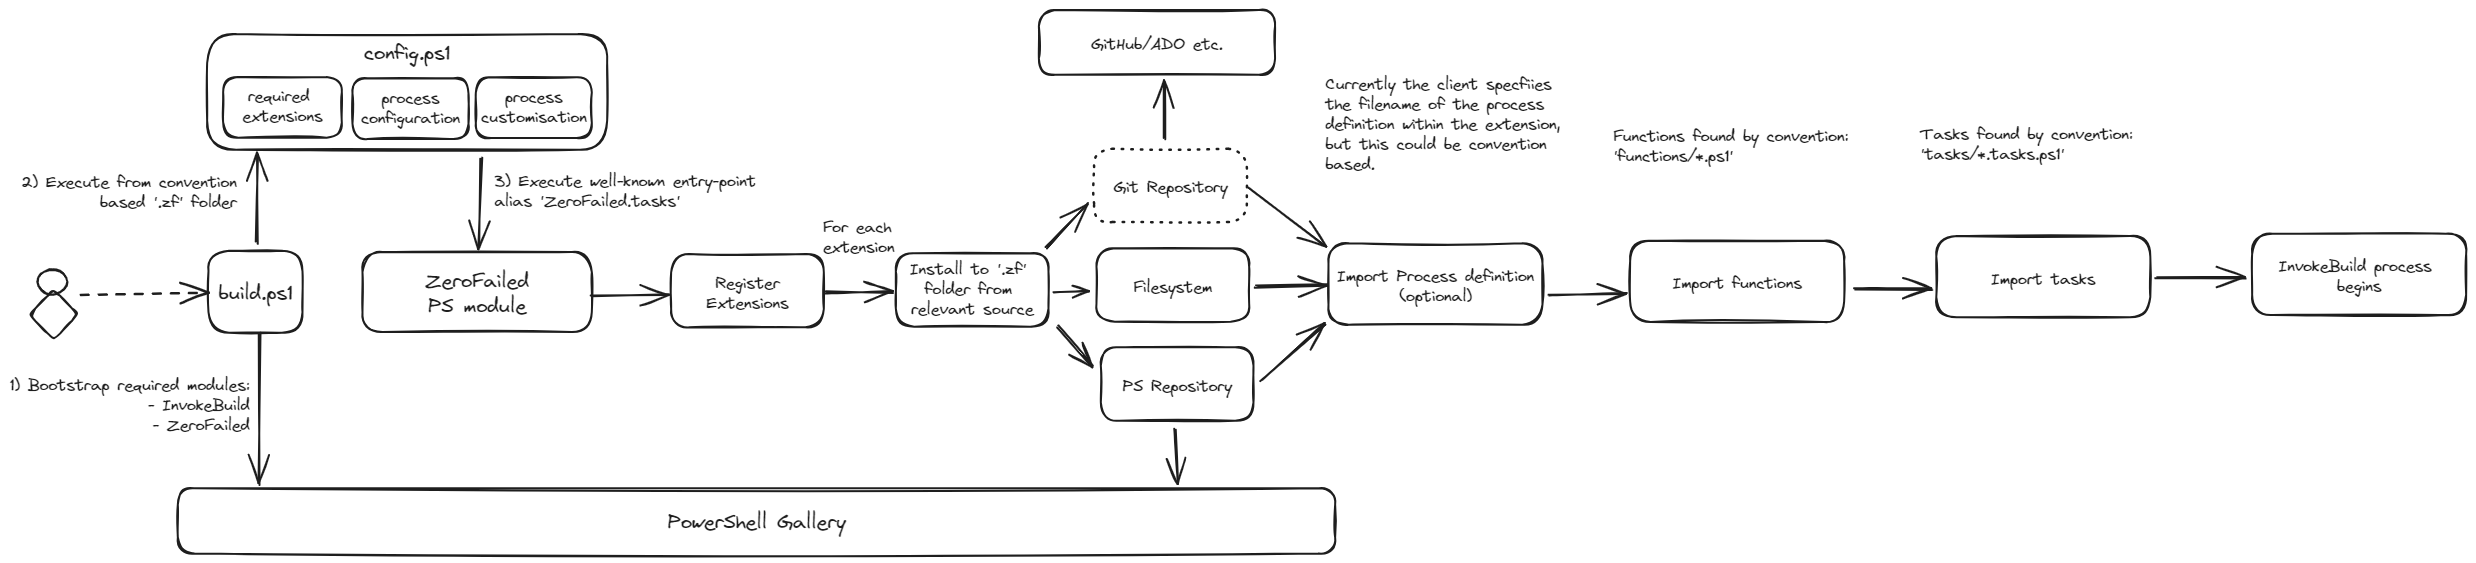 config.ps1
required
extensions
process
configuration
process
customisation
2) Execute from convention
based '.zf' folder
3) Execute well-known entry-point
alias 'ZeroFailed.tasks'
build.ps1
1) Bootstrap required modules:
- InvokeBuild
- ZeroFailed
ZeroFailed
PS module
Register
Extensions
For each
extension
Install to '.zf'
folder from
relevant source
GitHub/ADO etc.
Git Repository
Filesystem
PS Repository
PowerShell Gallery
Currently the client specfiies
the filename of the process
definition within the extension,
but this could be convention
based.
Import Process definition
(optional)
Functions found by convention:
'functions/*.ps1'
Import functions
Tasks found by convention:
'tasks/*.tasks.ps1'
Import tasks
InvokeBuild process
begins